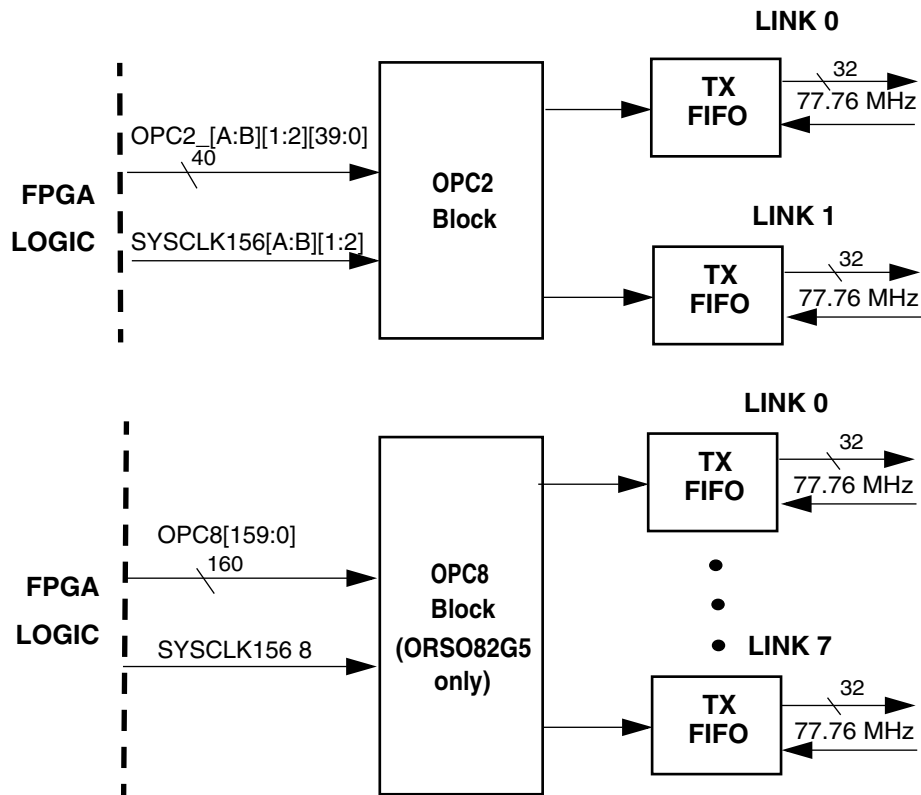 LINK 0
TX
FIFO
32
77.76 MHz
OPC2_[A:B][1:2][39:0]
40
FPGA
LOGIC
SYSCLK156[A:B][1:2]
OPC2
Block
LINK 1
TX
FIFO
32
77.76 MHz
LINK 0
TX
FIFO
32
77.76 MHz
OPC8[159:0]
160
FPGA
LOGIC
SYSCLK156 8
OPC8
Block
(ORSO82G5
only)
LINK 7
TX
FIFO
32
77.76 MHz